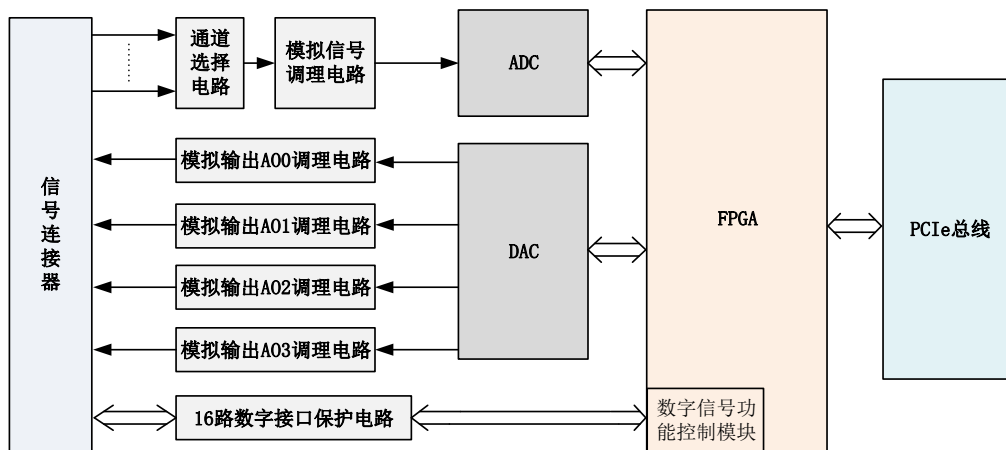 信
号
连
接
器
通道
选择
电路
模拟信号
调理电路
ADC
模拟输出AO0调理电路
模拟输出AO1调理电路
模拟输出AO2调理电路
模拟输出AO3调理电路
DAC
16路数字接口保护电路
FPGA
数字信号功
能控制模块
PCIe总线